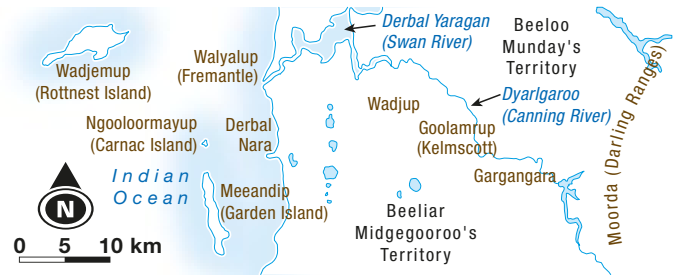 Derbal Yaragan
(Swan River)
Beeloo
Munday's
Territory
Walyalup
(Fremantle)
Wadjemup
(Rottnest Island)
Dyarlgaroo
(Canning River)
Wadjup
Ngooloormayup
(Carnac Island)
Derbal
Nara
Goolamrup
(Kelmscott)
Moorda (Darling Ranges)
Indian
Ocean
Gargangara
Meeandip
(Garden Island)
N
Beeliar
Midgegooroo's
Territory
0 5 10 km